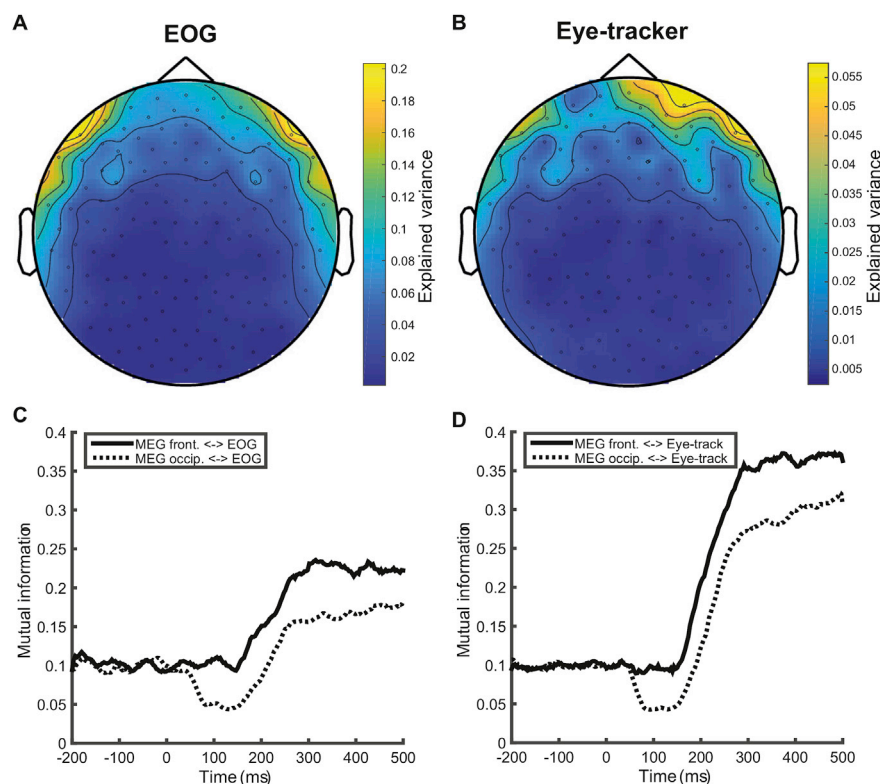 A
EOG
B
Eye-tracker
0.2
0.18
0.16
0.14
0.12
0.1
0.08
0.06
0.04
0.02
Explained variance
0.055
0.05
0.045
0.04
0.035
0.03
0.025
0.02
0.015
0.01
0.005
Explained variance
C
0.4
0.35
0.3
0.25
0.2
0.15
0.1
0.05
0
Mutual information
MEG front. <-> EOG
MEG occip. <-> EOG
-200 -100 0 100 200 300 400 500
Time (ms)
D
0.4
0.35
0.3
0.25
0.2
0.15
0.1
0.05
0
Mutual information
MEG front. <-> Eye-track
MEG occip. <-> Eye-track
-200 -100 0 100 200 300 400 500
Time (ms)